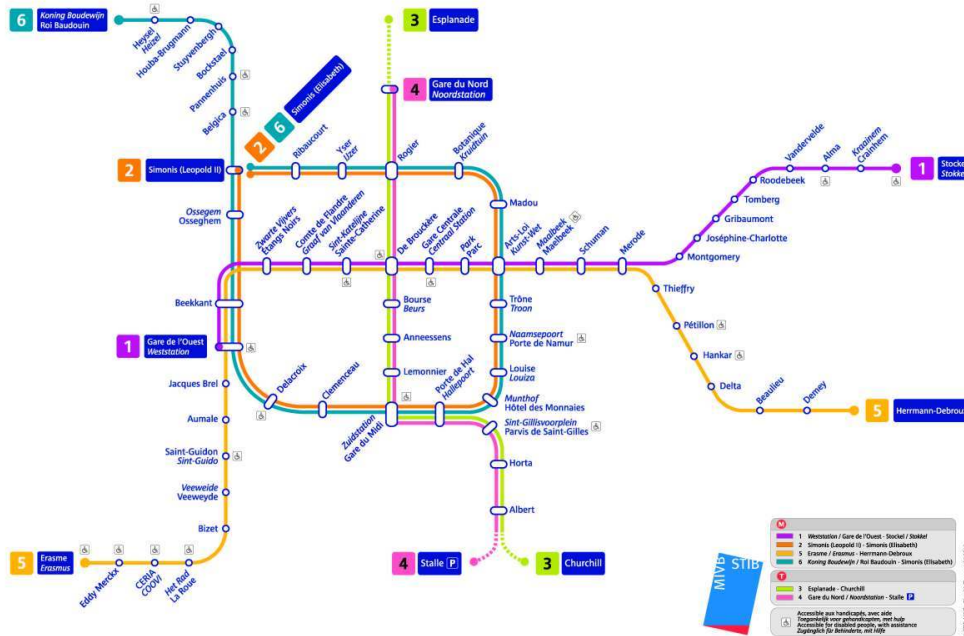 6
Koning Boudewijn
Roi Baudouin
Heysel
Heizel
Houba-Brugmann
Stuyvenbergh
Bockstael
Pannenhuis
Belgica
3
Esplanade
4
Gare du Nord
Noordstation
2
6
Simonis (Elisabeth)
2
Simonis (Leopold II)
Ribaucourt
Yser
IJzer
Rogier
Botanique
Kruidtuin
Madou
Ossegem
Osseghem
Zwarte Vijvers
Étangs Noirs
Comte de Flandre
Graaf van Vlaanderen
Sint-Katelijne
Sainte-Catherine
De Brouckère
Gare Centrale
Centraal Station
Park
Parc
Arts-Loi
Kunst-Wet
Maalbeek
Maelbeek
Schuman
Merode
Montgomery
Joséphine-Charlotte
Gribaumont
Tomberg
Roodebeek
Vandervelde
Alma
Kraainem
Crainhem
1
Stockel
Stokkel
Beekkant
1
Gare de l'Ouest
Weststation
Bourse
Beurs
Anneessens
Lemonnier
Trône
Troon
Naamsepoort
Porte de Namur
Louise
Louiza
Munthof
Hôtel des Monnaies
Sint-Gillisvoorplein
Parvis de Saint-Gilles
Horta
Albert
Delacroix
Clemenceau
Zuidstation
Gare du Midi
Porte de Hal
Hallepoort
Thieffry
Pétillon
Hankar
Delta
Beaulieu
Demey
5
Herrmann-Debroux
Jacques Brel
Aumale
Saint-Guidon
Sint-Guido
Veeweide
Veeweyde
Bizet
5
Erasme
Erasmus
Eddy Merckx
CERIA
COOVI
Het Rad
La Roue
4
Stalle P
3
Churchill
MIVB STIB
M
1 Weststation / Gare de l'Ouest - Stockel / Stokkel
2 Simonis (Leopold II) - Simonis (Elisabeth)
5 Erasme / Erasmus - Herrmann-Debroux
6 Koning Boudewijn / Roi Baudouin - Simonis (Elisabeth)
T
3 Esplanade - Churchill
4 Gare du Nord / Noordstation - Stalle P
Accessible aux handicapés, avec aide
Toegankelijk voor gehandicapten, met hulp
Accessible for disabled people, with assistance
Zugänglich für Behinderte, mit Hilfe